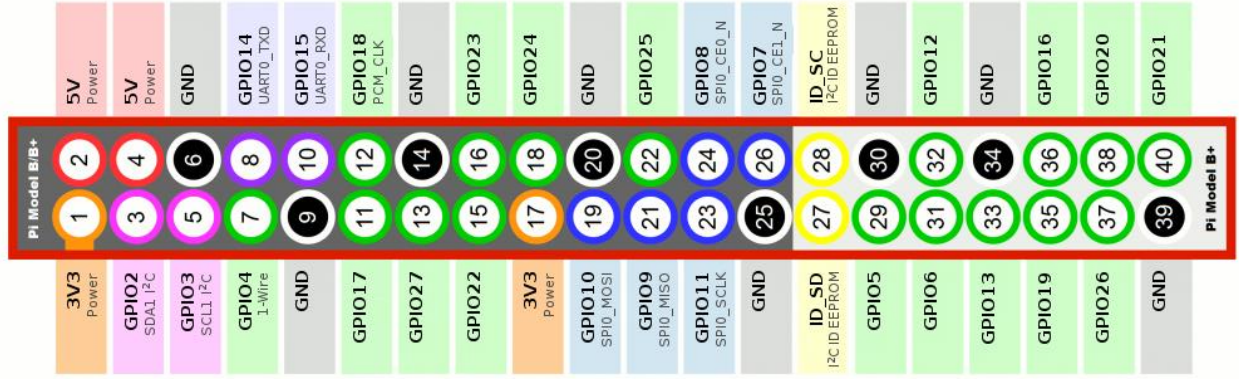 5V
Power
5V
Power
GND
GPIO14
UART0_TXD
GPIO15
UART0_RXD
GPIO18
PCM_CLK
GND
GPIO23
GPIO24
GND
GPIO25
GPIO8
SPI0_CE0_N
GPIO7
SPI0_CE1_N
ID_SC
I²C ID EEPROM
GND
GPIO12
GND
GPIO16
GPIO20
GPIO21
Pi Model B/B+
2
4
6
8
10
12
14
16
18
20
22
24
26
28
30
32
34
36
38
40
1
3
5
7
9
11
13
15
17
19
21
23
25
27
29
31
33
35
37
39
Pi Model B+
3V3
Power
GPIO2
SDA1 I²C
GPIO3
SCL1 I²C
GPIO4
1-Wire
GND
GPIO17
GPIO27
GPIO22
3V3
Power
GPIO10
SPI0_MOSI
GPIO9
SPI0_MISO
GPIO11
SPI0_SCLK
GND
ID_SD
I²C ID EEPROM
GPIO5
GPIO6
GPIO13
GPIO19
GPIO26
GND